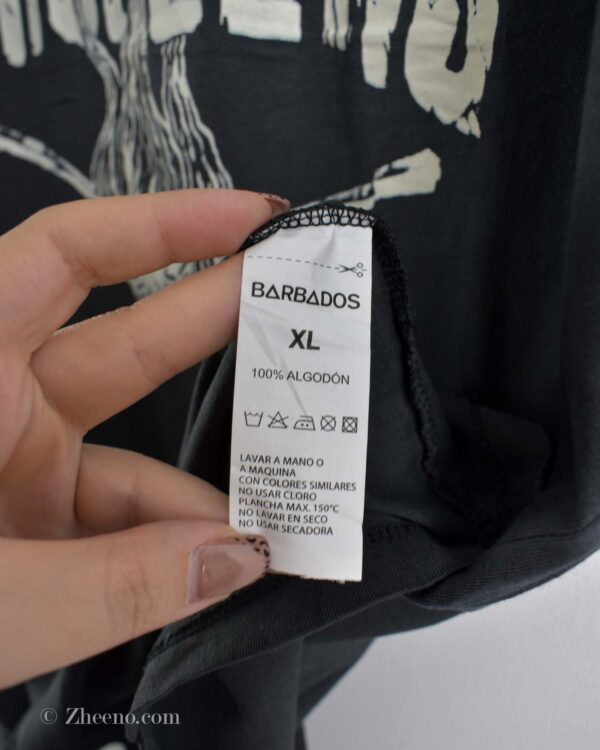 BARBADOS
XL
100% ALGODÓN
LAVAR A MANO O
A MAQUINA
CON COLORES SIMILARES
NO USAR CLORO
PLANCHA MAX. 150°C
NO LAVAR EN SECO
NO USAR SECADORA
© Zheeno.com